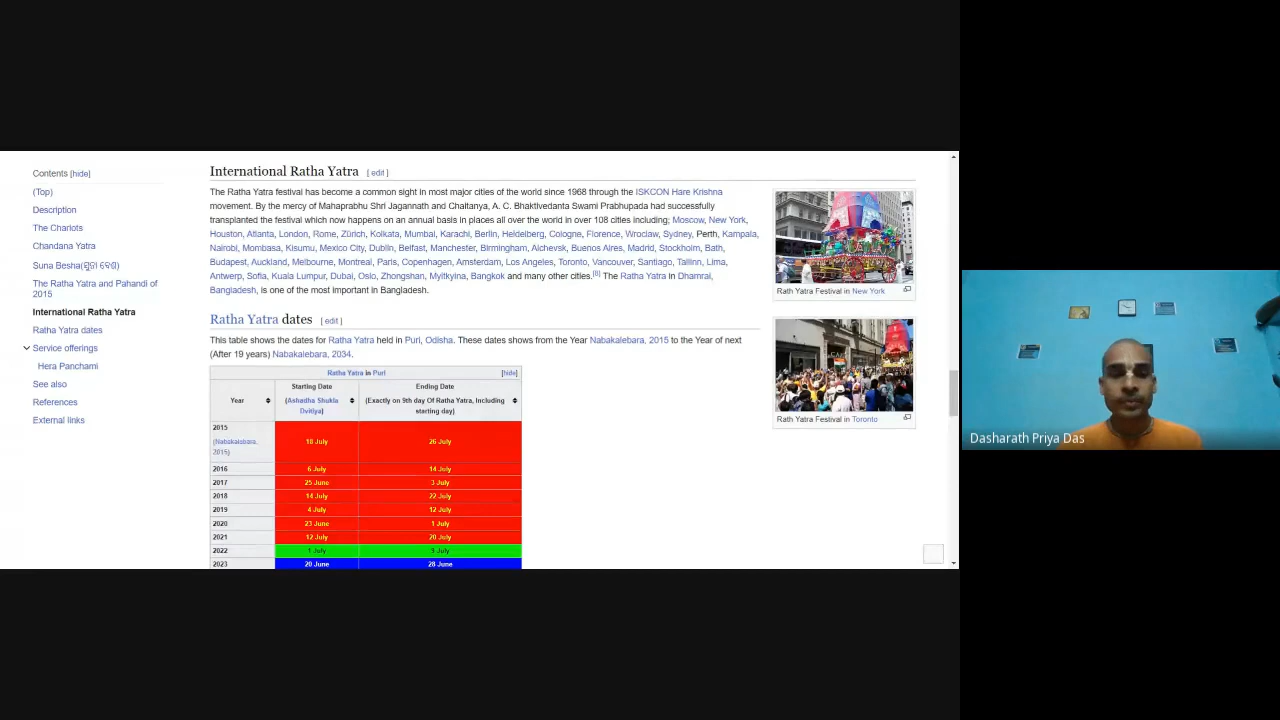 Contents [hide]
(Top)
Description
The Chariots
Chandana Yatra
Suna Besha(ସୁନା ବେଶ)
The Ratha Yatra and Pahandi of
2015
International Ratha Yatra
Ratha Yatra dates
Service offerings
Hera Panchami
See also
References
External links
International Ratha Yatra [ edit ]
The Ratha Yatra festival has become a common sight in most major cities of the world since 1968 through the ISKCON Hare Krishna
movement. By the mercy of Mahaprabhu Shri Jagannath and Chaitanya, A. C. Bhaktivedanta Swami Prabhupada had successfully
transplanted the festival which now happens on an annual basis in places all over the world in over 108 cities including; Moscow, New York,
Houston, Atlanta, London, Rome, Zürich, Kolkata, Mumbai, Karachi, Berlin, Heidelberg, Cologne, Florence, Wroclaw, Sydney, Perth, Kampala,
Nairobi, Mombasa, Kisumu, Mexico City, Dublin, Belfast, Manchester, Birmingham, Alchevsk, Buenos Aires, Madrid, Stockholm, Bath,
Budapest, Auckland, Melbourne, Montreal, Paris, Copenhagen, Amsterdam, Los Angeles, Toronto, Vancouver, Santiago, Tallinn, Lima,
Antwerp, Sofia, Kuala Lumpur, Dubai, Oslo, Zhongshan, Myitkyina, Bangkok and many other cities.[8] The Ratha Yatra in Dhamrai,
Bangladesh, is one of the most important in Bangladesh.
Rath Yatra Festival in New York
Ratha Yatra dates [ edit ]
This table shows the dates for Ratha Yatra held in Puri, Odisha. These dates shows from the Year Nabakalebara, 2015 to the Year of next
(After 19 years) Nabakalebara, 2034.
Rath Yatra Festival in Toronto
Ratha Yatra in Puri [hide]
Year Starting Date (Ashadha Shukla Dvitiya) Ending Date (Exactly on 9th day Of Ratha Yatra, Including starting day)
2015 (Nabakalebara, 2015) 18 July 26 July
2016 6 July 14 July
2017 25 June 3 July
2018 14 July 22 July
2019 4 July 12 July
2020 23 June 1 July
2021 12 July 20 July
2022 1 July
2023 20 June 28 June
Dasharath Priya Das